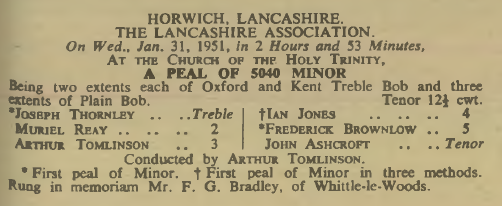 HORWICH, LANCASHIRE.
THE LANCASHIRE ASSOCIATION.
On Wed., Jan. 31, 1951, in 2 Hours and 53 Minutes,
AT THE CHURCH OF THE HOLY TRINITY,
A PEAL OF 5040 MINOR
Being two extents each of Oxford and Kent Treble Bob and three
extents of Plain Bob. Tenor 12½ cwt.
*JOSEPH THORNLEY .. ..Treble | †IAN JONES .. .. .. .. 4
MURIEL REAY .. .. .. 2 | *FREDERICK BROWNLOW .. 5
ARTHUR TOMLINSON .. 3 | JOHN ASHCROFT .. ..Tenor
Conducted by ARTHUR TOMLINSON.
* First peal of Minor. † First peal of Minor in three methods.
Rung in memoriam Mr. F. G. Bradley, of Whittle-le-Woods.